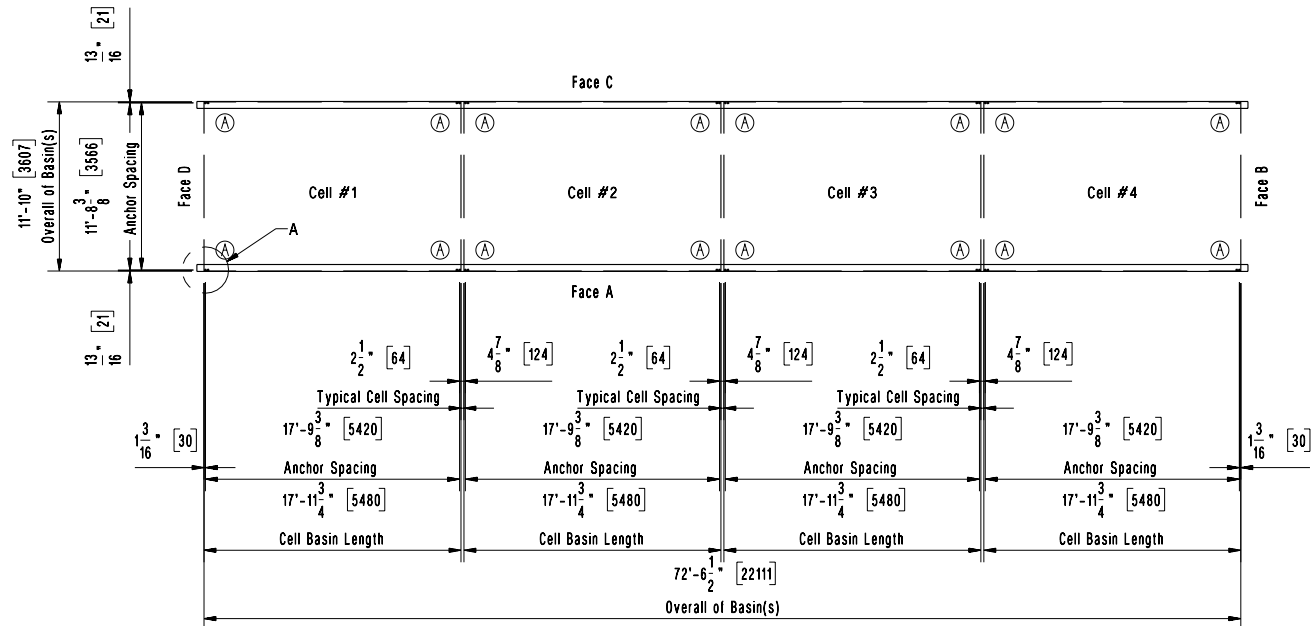 13/16" [21]
Face C
A A A A A A A A
11'-10" [3607]
Overall of Basin(s)
11'-8 3/8" [3566]
Anchor Spacing
Face D
Cell #1 Cell #2 Cell #3 Cell #4
Face B
A
A A A A A A A A
Face A
13/16" [21]
2 1/2" [64] 4 7/8" [124] 2 1/2" [64] 4 7/8" [124] 2 1/2" [64] 4 7/8" [124]
Typical Cell Spacing Typical Cell Spacing Typical Cell Spacing
1 3/16" [30] 17'-9 3/8" [5420] 17'-9 3/8" [5420] 17'-9 3/8" [5420] 17'-9 3/8" [5420] 1 3/16" [30]
Anchor Spacing Anchor Spacing Anchor Spacing Anchor Spacing
17'-11 3/4" [5480] 17'-11 3/4" [5480] 17'-11 3/4" [5480] 17'-11 3/4" [5480]
Cell Basin Length Cell Basin Length Cell Basin Length Cell Basin Length
72'-6 1/2" [22111]
Overall of Basin(s)